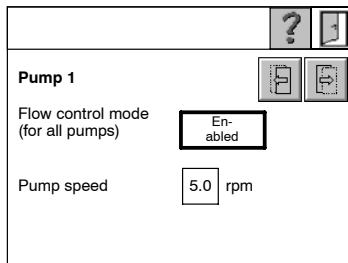 ?
Pump 1
Flow control mode
(for all pumps)
En-
abled
Pump speed
5.0 rpm